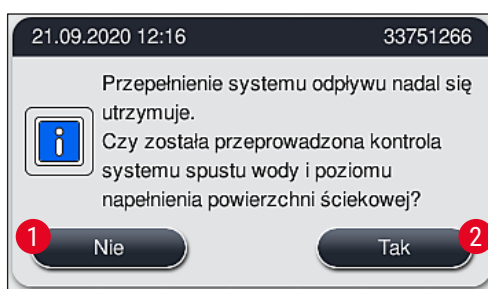 21.09.2020 12:16 33751266
Przepełnienie systemu odpływu nadal się
utrzymuje.
Czy została przeprowadzona kontrola
systemu spustu wody i poziomu
napełnienia powierzchni ściekowej?
1 Nie Tak 2